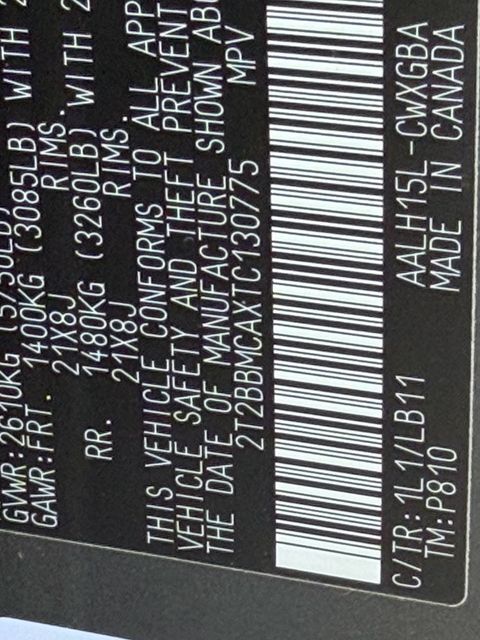 GVWR:2610KG (5750LB)
GAWR:FRT. 1400KG (3085LB) WITH
21X8J RIMS.
RR. 1480KG (3260LB) WITH
21X8J RIMS.
THIS VEHICLE CONFORMS TO ALL APP
VEHICLE SAFETY AND THEFT PREVENT
THE DATE OF MANUFACTURE SHOWN ABO
2T2BBMCAXTC130775 MPV
C/TR:1L1/LB11 AALH15L-CWXGBA
TM:P810 MADE IN CANADA